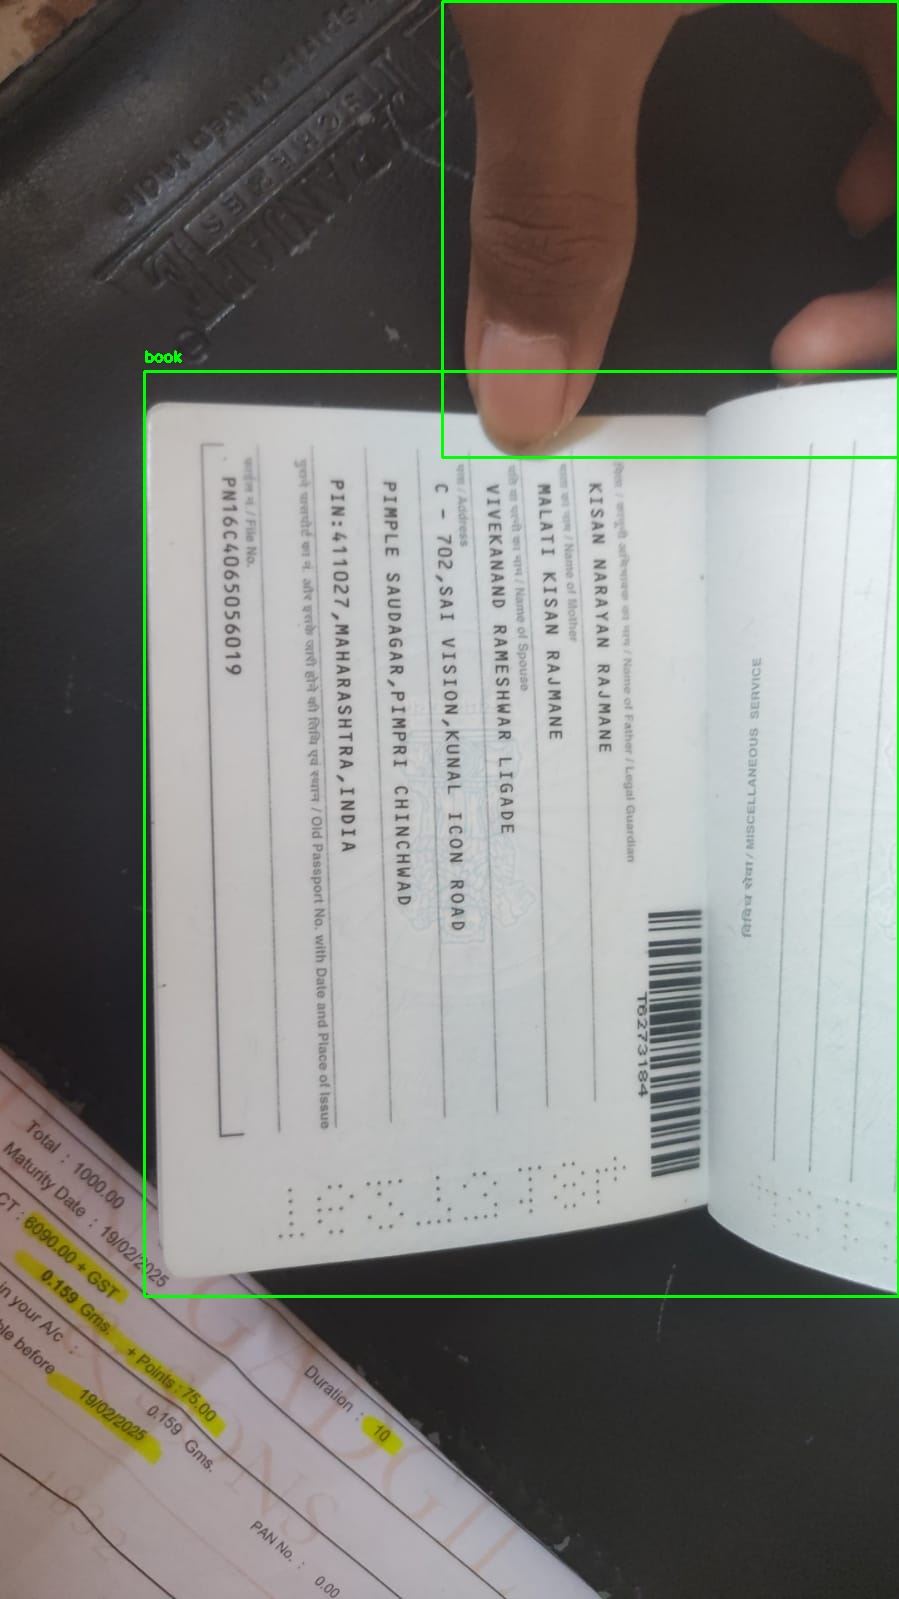 पिता / कानूनी अभिभावक का नाम / Name of Father / Legal Guardian
KISAN NARAYAN RAJMANE
माता का नाम / Name of Mother
MALATI KISAN RAJMANE
पति या पत्नी का नाम / Name of Spouse
VIVEKANAND RAMESHWAR LIGADE
पता / Address
C - 702,SAI VISION,KUNAL ICON ROAD
PIMPLE SAUDAGAR,PIMPRI CHINCHWAD
PIN:411027,MAHARASHTRA,INDIA
पुराने पासपोर्ट का नं. और इसके जारी होने की तिथि एवं स्थान / Old Passport No. with Date and Place of Issue
फाईल नं. / File No.
PN16C4065056019
T6273184
विविध सेवा / MISCELLANEOUS SERVICE
book
SCHEMES
Total : 1000.00
Maturity Date : 19/02/2025
CT : 6090.00 + GST
0.159 Gms.
+ Points : 75.00
in your A/c :
0.159 Gms.
before
19/02/2025
Duration : 10
PAN No. :
0.00